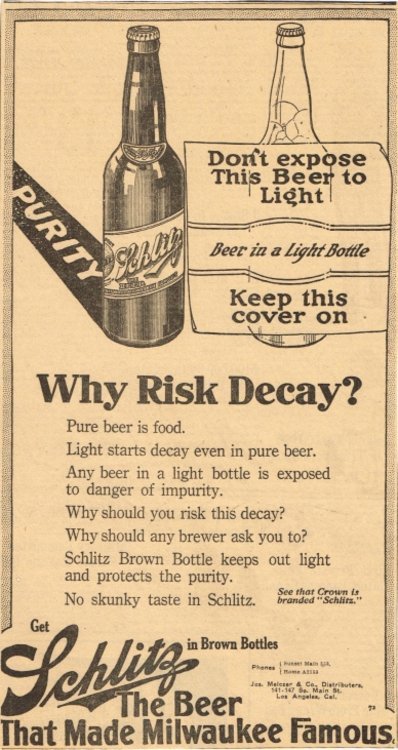 Don't expose
This Beer to
Light
PURITY
Schlitz
Beer in a Light Bottle
Keep this
cover on
Why Risk Decay?
Pure beer is food.
Light starts decay even in pure beer.
Any beer in a light bottle is exposed
to danger of impurity.
Why should you risk this decay?
Why should any brewer ask you to?
Schlitz Brown Bottle keeps out light
and protects the purity.
No skunky taste in Schlitz.
See that Crown is
branded "Schlitz."
Get
Schlitz
in Brown Bottles
Phones
Sunset Main
Home
Jos. Melczer & Co., Distributers,
141-147 So. Main St.
Los Angeles, Cal.
72
The Beer
That Made Milwaukee Famous.